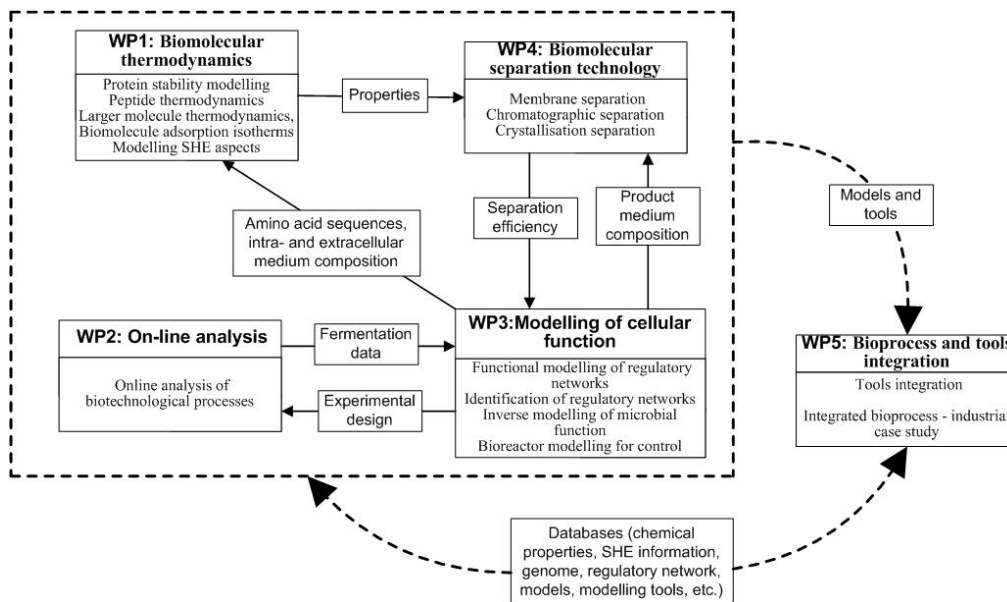 WP1: Biomolecular
thermodynamics
Protein stability modelling
Peptide thermodynamics
Larger molecule thermodynamics,
Biomolecule adsorption isotherms
Modelling SHE aspects
Properties
WP4: Biomolecular
separation technology
Membrane separation
Chromatographic separation
Crystallisation separation
Models and
tools
Amino acid sequences,
intra- and extracellular
medium composition
Separation
efficiency
Product
medium
composition
WP2: On-line analysis
Online analysis of
biotechnological processes
Fermentation
data
Experimental
design
WP3:Modelling of cellular
function
Functional modelling of regulatory
networks
Identification of regulatory networks
Inverse modelling of microbial
function
Bioreactor modelling for control
WP5: Bioprocess and tools
integration
Tools integration
Integrated bioprocess - industrial
case study
Databases (chemical
properties, SHE information,
genome, regulatory network,
models, modelling tools, etc.)